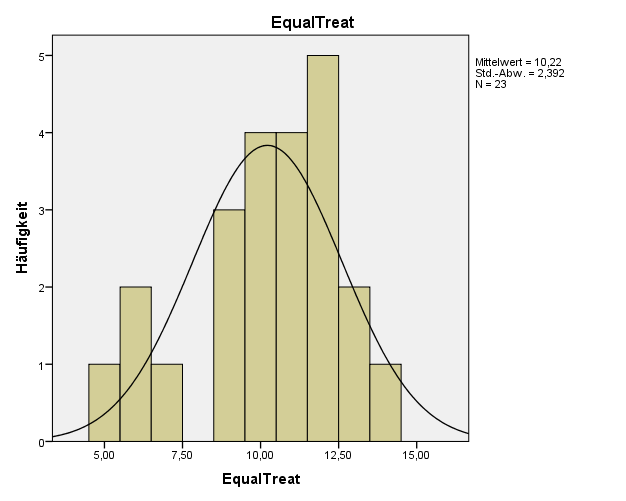 EqualTreat
Mittelwert = 10,22
Std.-Abw. = 2,392
N = 23
Häufigkeit
5
4
3
2
1
0
5,00 7,50 10,00 12,50 15,00
EqualTreat